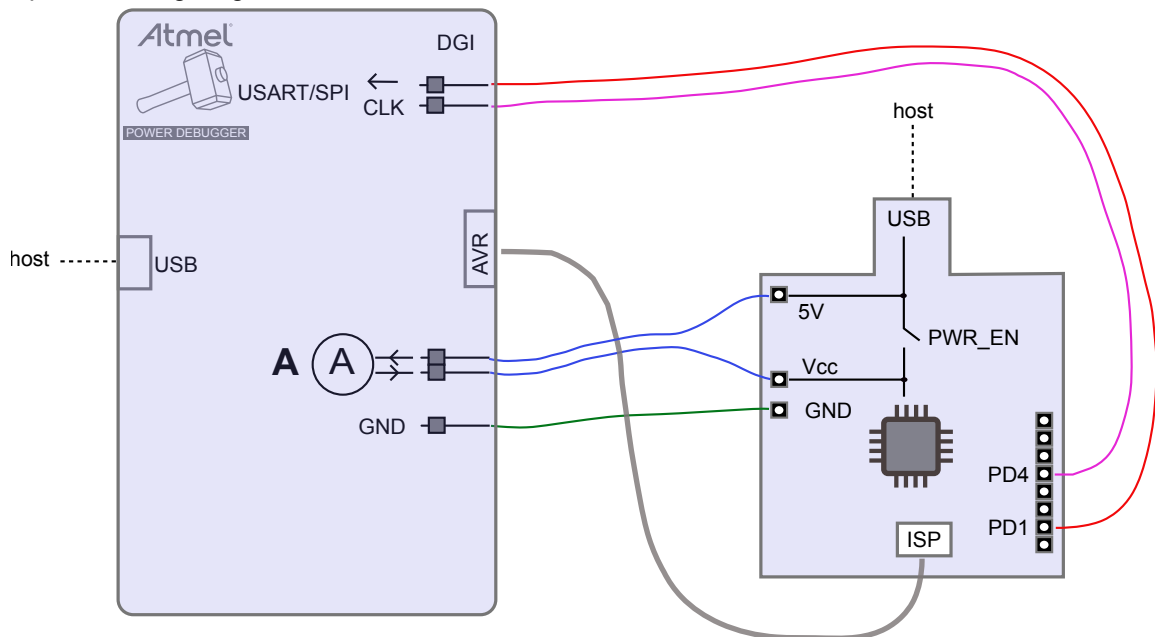 Atmel
DGI
USART/SPI
CLK
POWER DEBUGGER
host
USB
AVR
A
A
GND
host
USB
5V
PWR_EN
Vcc
GND
PD4
PD1
ISP